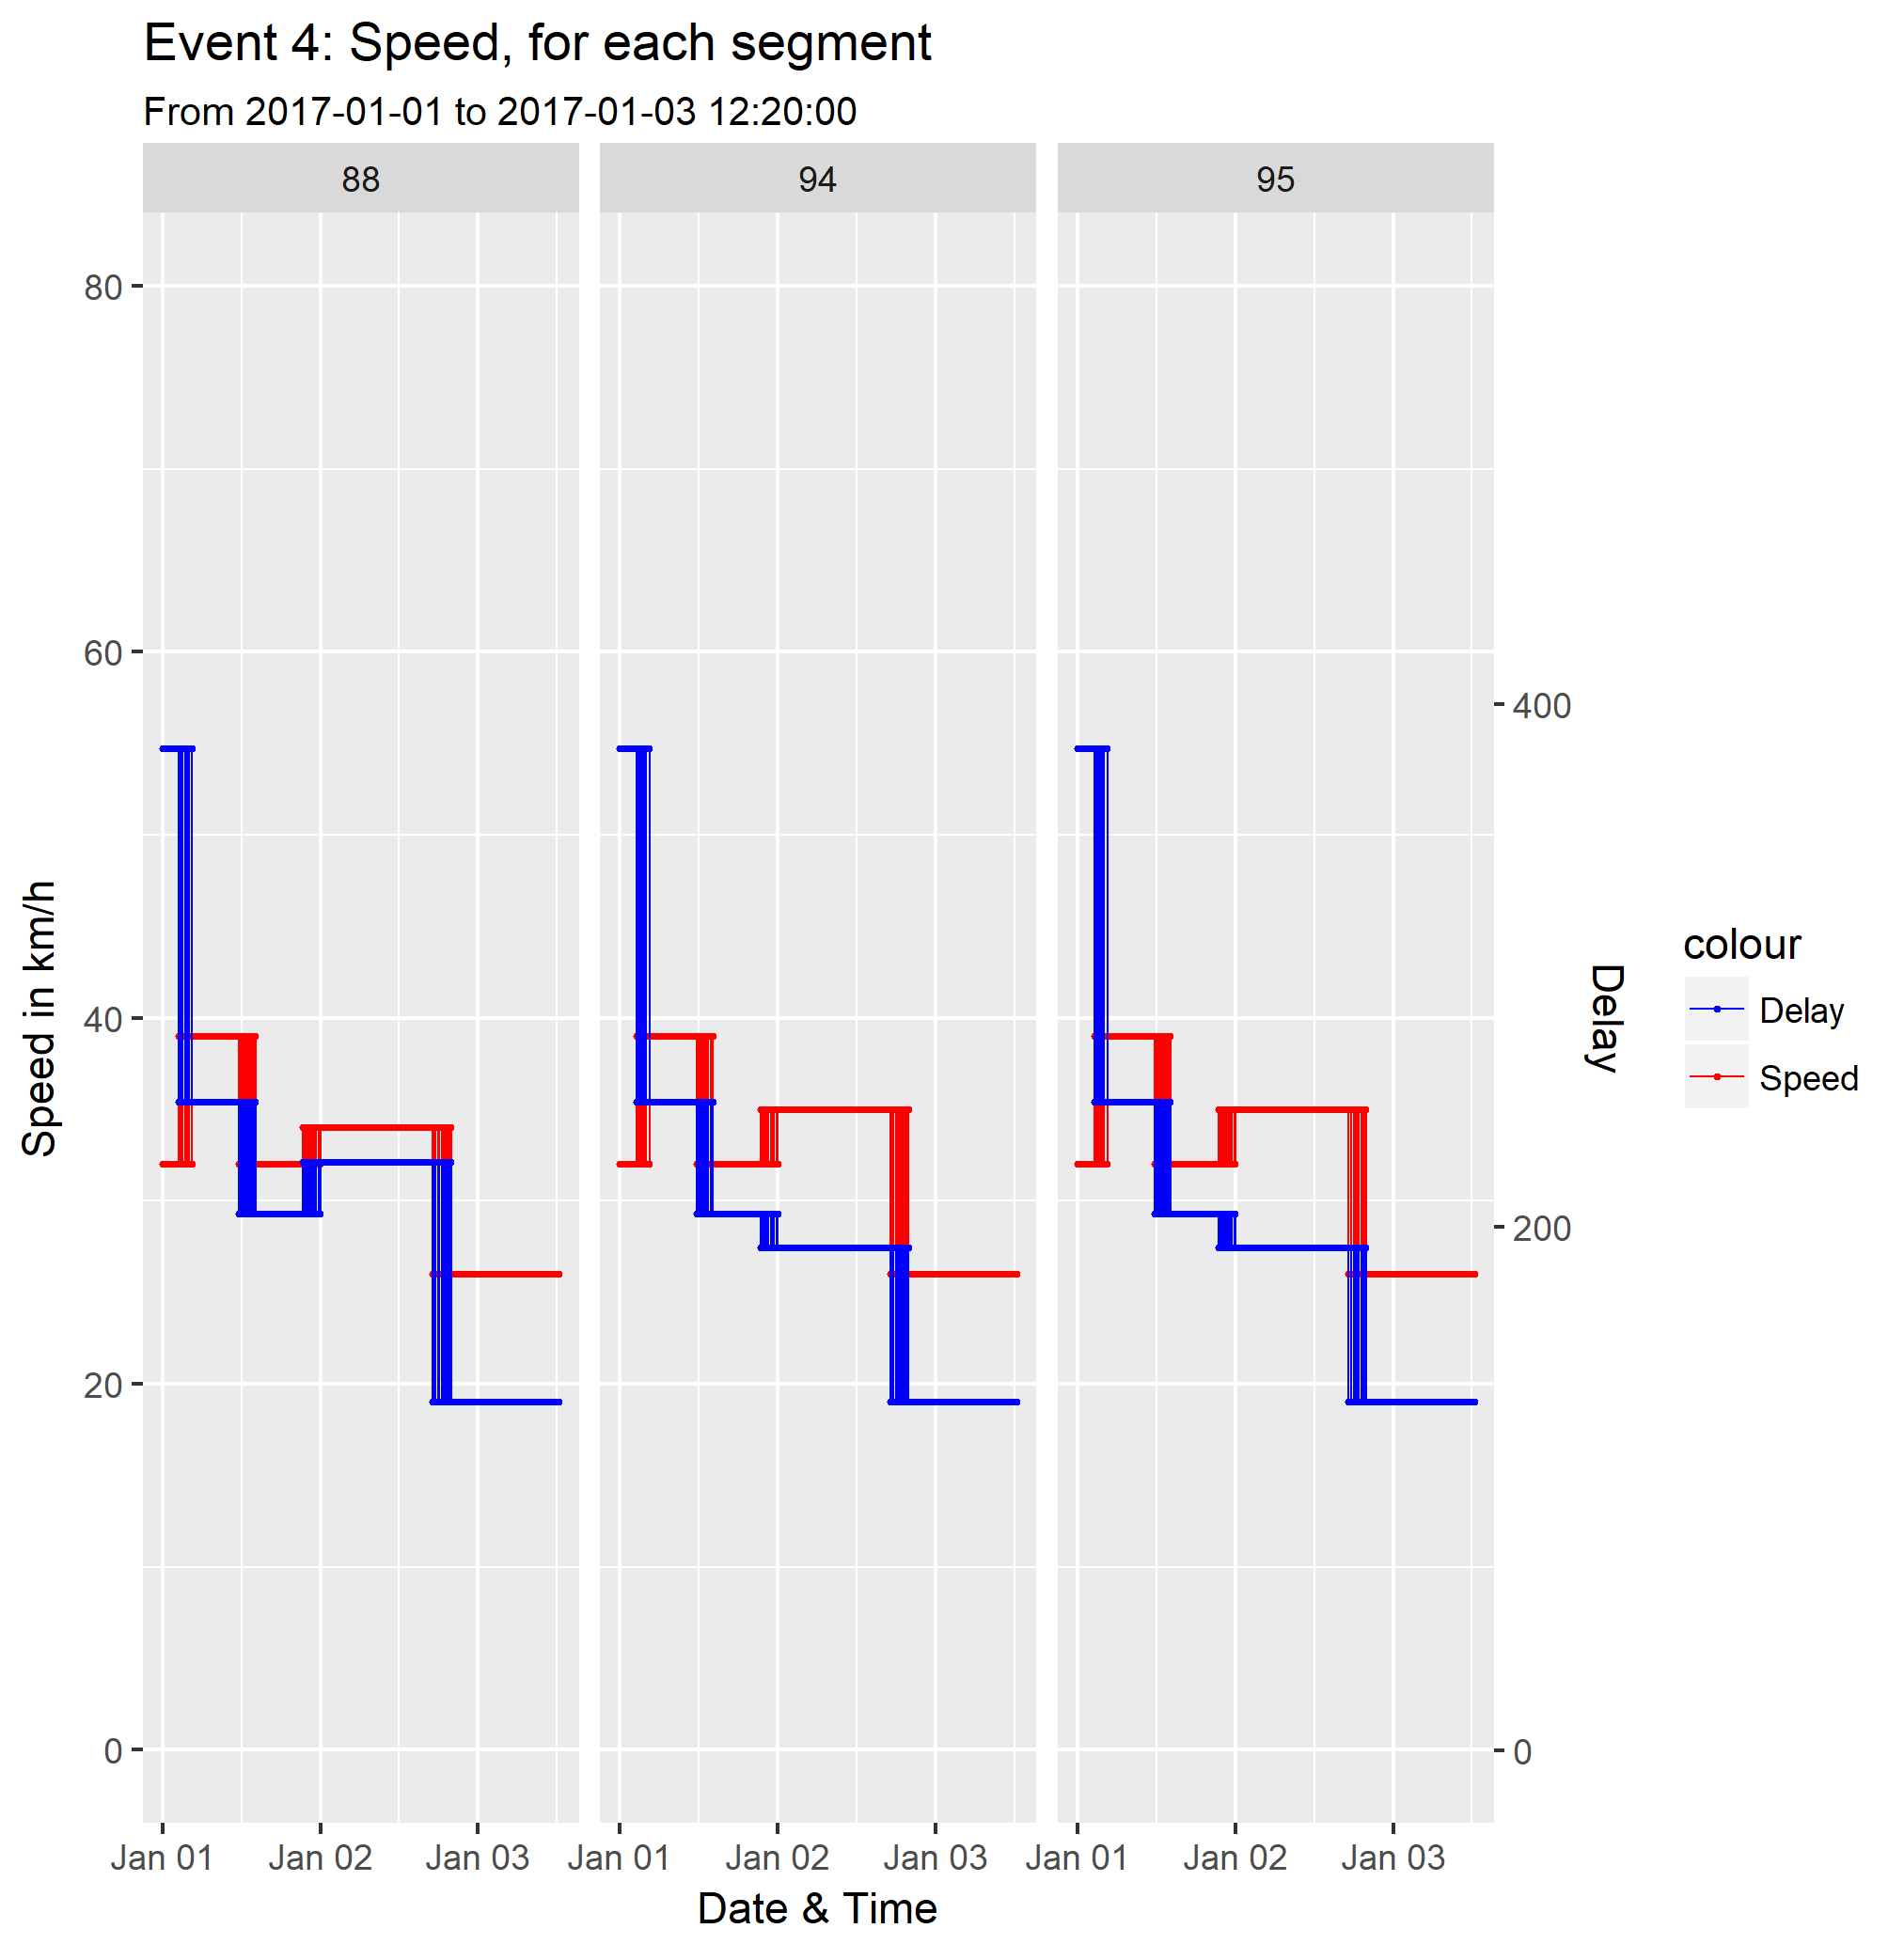 Event 4: Speed, for each segment
From 2017-01-01 to 2017-01-03 12:20:00
88 94 95
80
60
40
20
0
Speed in km/h
400
200
0
Delay
colour
Delay
Speed
Jan 01 Jan 02 Jan 03 Jan 01 Jan 02 Jan 03 Jan 01 Jan 02 Jan 03
Date & Time